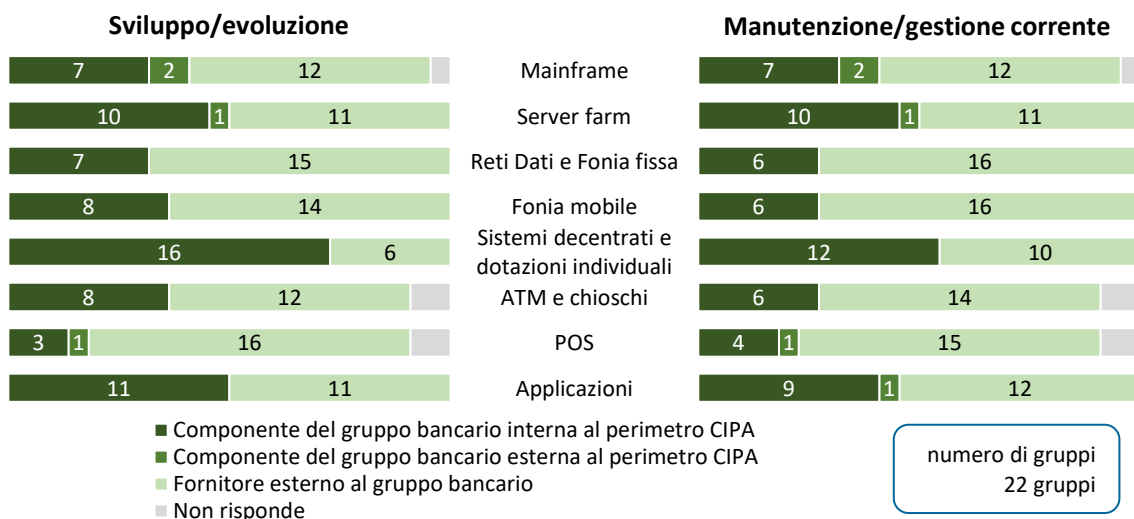 Sviluppo/evoluzione Manutenzione/gestione corrente
7 2 12 Mainframe 7 2 12
10 1 11 Server farm 10 1 11
7 15 Reti Dati e Fonia fissa 6 16
8 14 Fonia mobile 6 16
16 6 Sistemi decentrati e dotazioni individuali 12 10
8 12 ATM e chioschi 6 14
3 1 16 POS 4 1 15
11 11 Applicazioni 9 1 12
Componente del gruppo bancario interna al perimetro CIPA
Componente del gruppo bancario esterna al perimetro CIPA
Fornitore esterno al gruppo bancario
Non risponde
numero di gruppi
22 gruppi